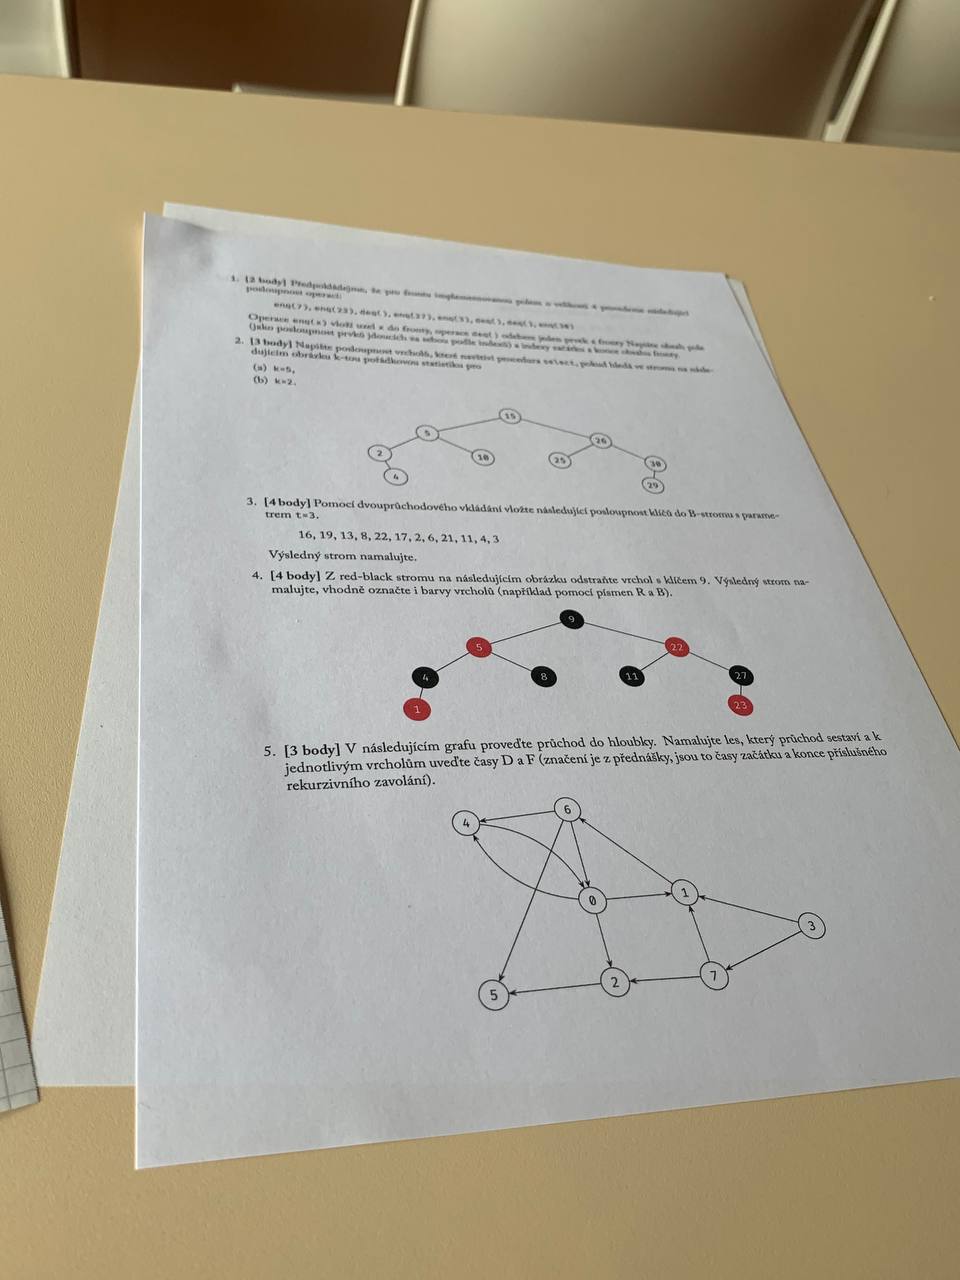 1. [2 body] Předpokládejme, že pro frontu implementovanou polem o velikosti 4 provedeme následující
posloupnost operací:
enq(7), enq(23), deq(), enq(27), enq(3), deq(), deq(), enq(38)
Operace enq(x) vloží uzel x do fronty, operace deq() odebere jeden prvek z fronty Napište obsah pole
(jako posloupnost prvků jdoucích za sebou podle indexů) a indexy začátku a konce obsahu fronty.
2. [3 body] Napište posloupnost vrcholů, které navštíví procedura select, pokud hledá ve stromu na násle-
dujícím obrázku k-tou pořádkovou statistiku pro
(a) k=5,
(b) k=2.
15
5
26
2
10
25
30
4
29
3. [4 body] Pomocí dvouprůchodového vkládání vložte následující posloupnost klíčů do B-stromu s parame-
trem t=3.
16, 19, 13, 8, 22, 17, 2, 6, 21, 11, 4, 3
Výsledný strom namalujte.
4. [4 body] Z red-black stromu na následujícím obrázku odstraňte vrchol s klíčem 9. Výsledný strom na-
malujte, vhodně označte i barvy vrcholů (například pomocí písmen R a B).
9
5
22
4
8
11
27
1
23
5. [3 body] V následujícím grafu proveďte průchod do hloubky. Namalujte les, který průchod sestaví a k
jednotlivým vrcholům uveďte časy D a F (značení je z přednášky, jsou to časy začátku a konce příslušného
rekurzivního zavolání).
6
4
1
0
3
7
2
5